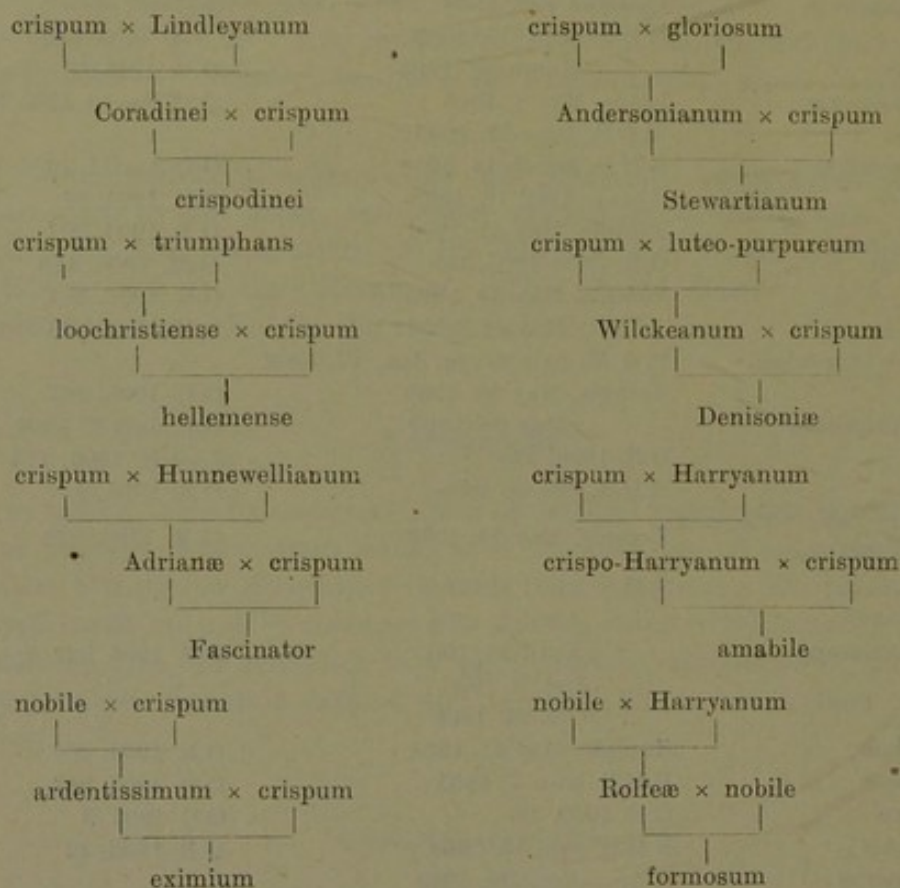 crispum × Lindleyanum
Coradinei × crispum
crispodinei
crispum × gloriosum
Andersonianum × crispum
Stewartianum
crispum × triumphans
loochristiense × crispum
hellemense
crispum × luteo-purpureum
Wilckeanum × crispum
Denisoniæ
crispum × Hunnewellianum
Adrianæ × crispum
Fascinator
crispum × Harryanum
crispo-Harryanum × crispum
amabile
nobile × crispum
ardentissimum × crispum
eximium
nobile × Harryanum
Rolfeæ × nobile
formosum